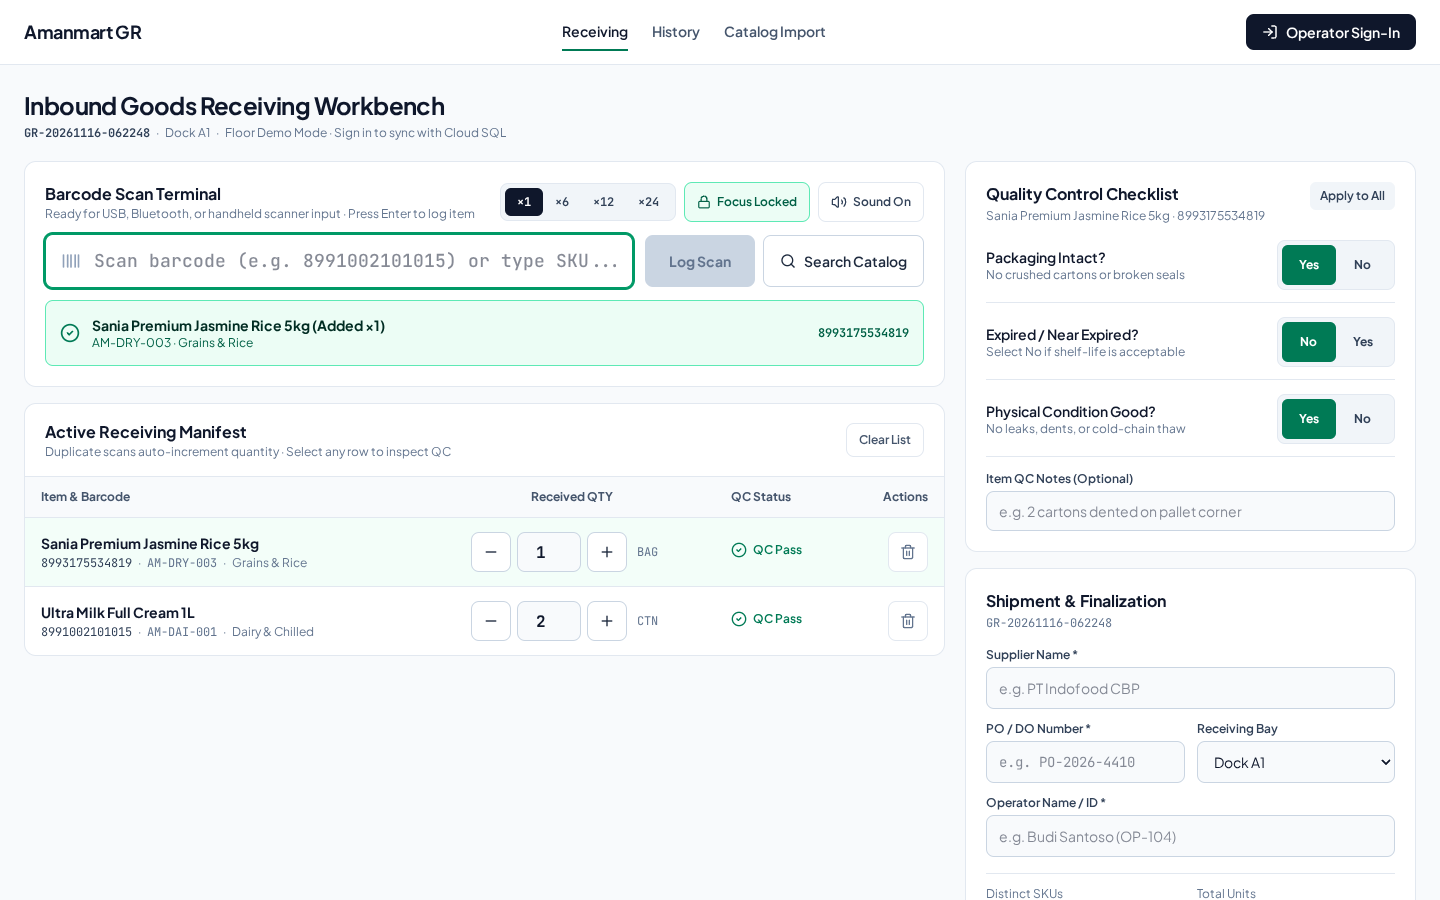 Amanmart GR
Receiving
History
Catalog Import
Operator Sign-In
Inbound Goods Receiving Workbench
GR-20261116-062248 · Dock A1 · Floor Demo Mode · Sign in to sync with Cloud SQL
Barcode Scan Terminal
Ready for USB, Bluetooth, or handheld scanner input · Press Enter to log item
×1
×6
×12
×24
Focus Locked
Sound On
Scan barcode (e.g. 8991002101015) or type SKU...
Log Scan
Search Catalog
Sania Premium Jasmine Rice 5kg (Added ×1)
AM-DRY-003 · Grains & Rice
8993175534819
Active Receiving Manifest
Duplicate scans auto-increment quantity · Select any row to inspect QC
Clear List
Item & Barcode
Received QTY
QC Status
Actions
Sania Premium Jasmine Rice 5kg
8993175534819 · AM-DRY-003 · Grains & Rice
1
BAG
QC Pass
Ultra Milk Full Cream 1L
8991002101015 · AM-DAI-001 · Dairy & Chilled
2
CTN
QC Pass
Quality Control Checklist
Sania Premium Jasmine Rice 5kg · 8993175534819
Apply to All
Packaging Intact?
No crushed cartons or broken seals
Yes
No
Expired / Near Expired?
Select No if shelf-life is acceptable
No
Yes
Physical Condition Good?
No leaks, dents, or cold-chain thaw
Yes
No
Item QC Notes (Optional)
e.g. 2 cartons dented on pallet corner
Shipment & Finalization
GR-20261116-062248
Supplier Name *
e.g. PT Indofood CBP
PO / DO Number *
e.g. PO-2026-4410
Receiving Bay
Dock A1
Operator Name / ID *
e.g. Budi Santoso (OP-104)
Distinct SKUs
Total Units